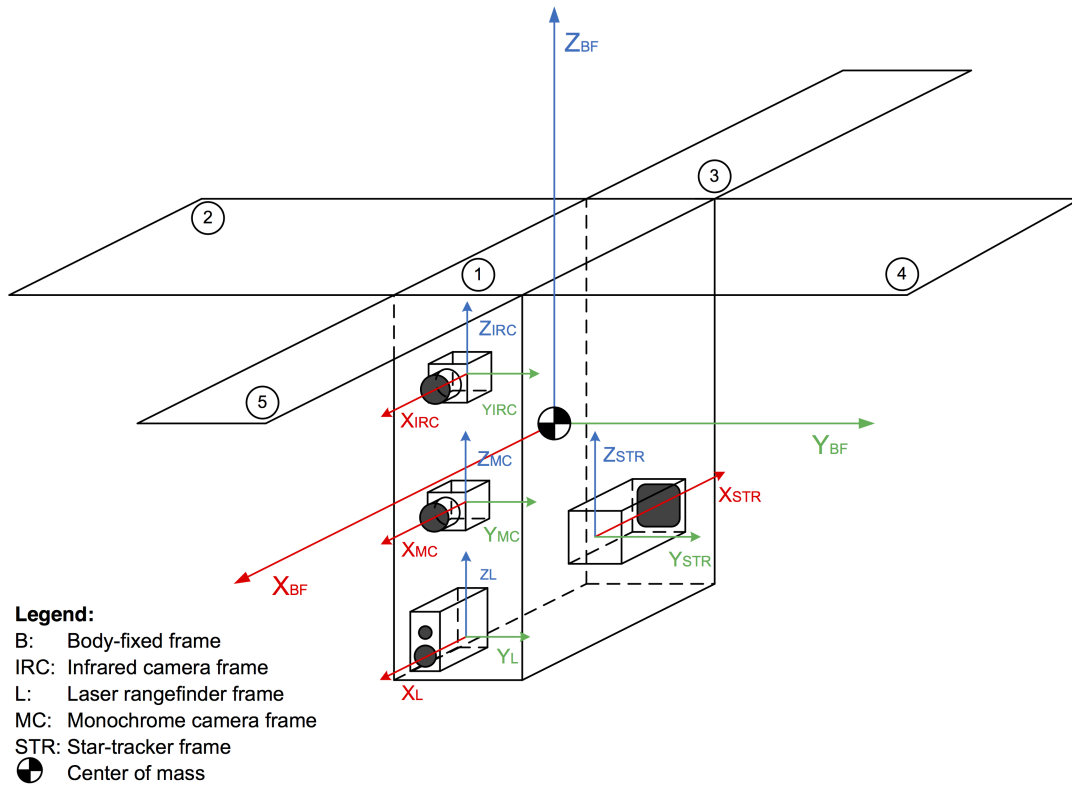 ZBF
3
2
1
4
ZIRC
5
YIRC
XIRC
YBF
ZMC
ZSTR
XSTR
YMC
XMC
YSTR
ZL
XBF
YL
XL
Legend:
B: Body-fixed frame
IRC: Infrared camera frame
L: Laser rangefinder frame
MC: Monochrome camera frame
STR: Star-tracker frame
Center of mass